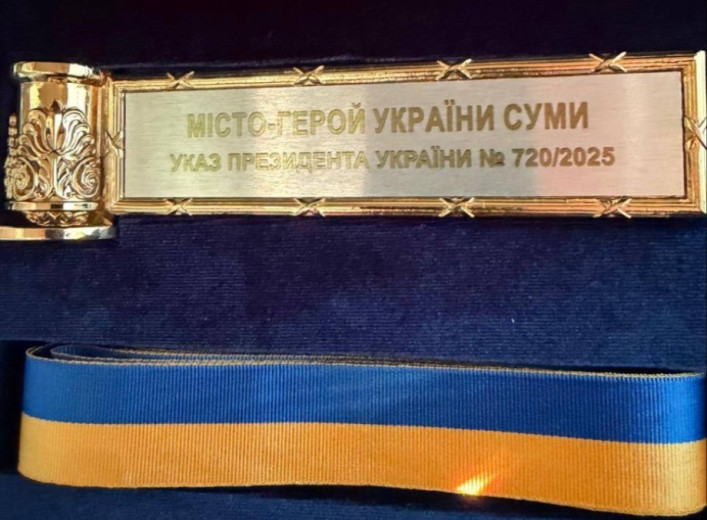 МІСТО-ГЕРОЙ УКРАЇНИ СУМИ
УКАЗ ПРЕЗИДЕНТА УКРАЇНИ № 720/2025